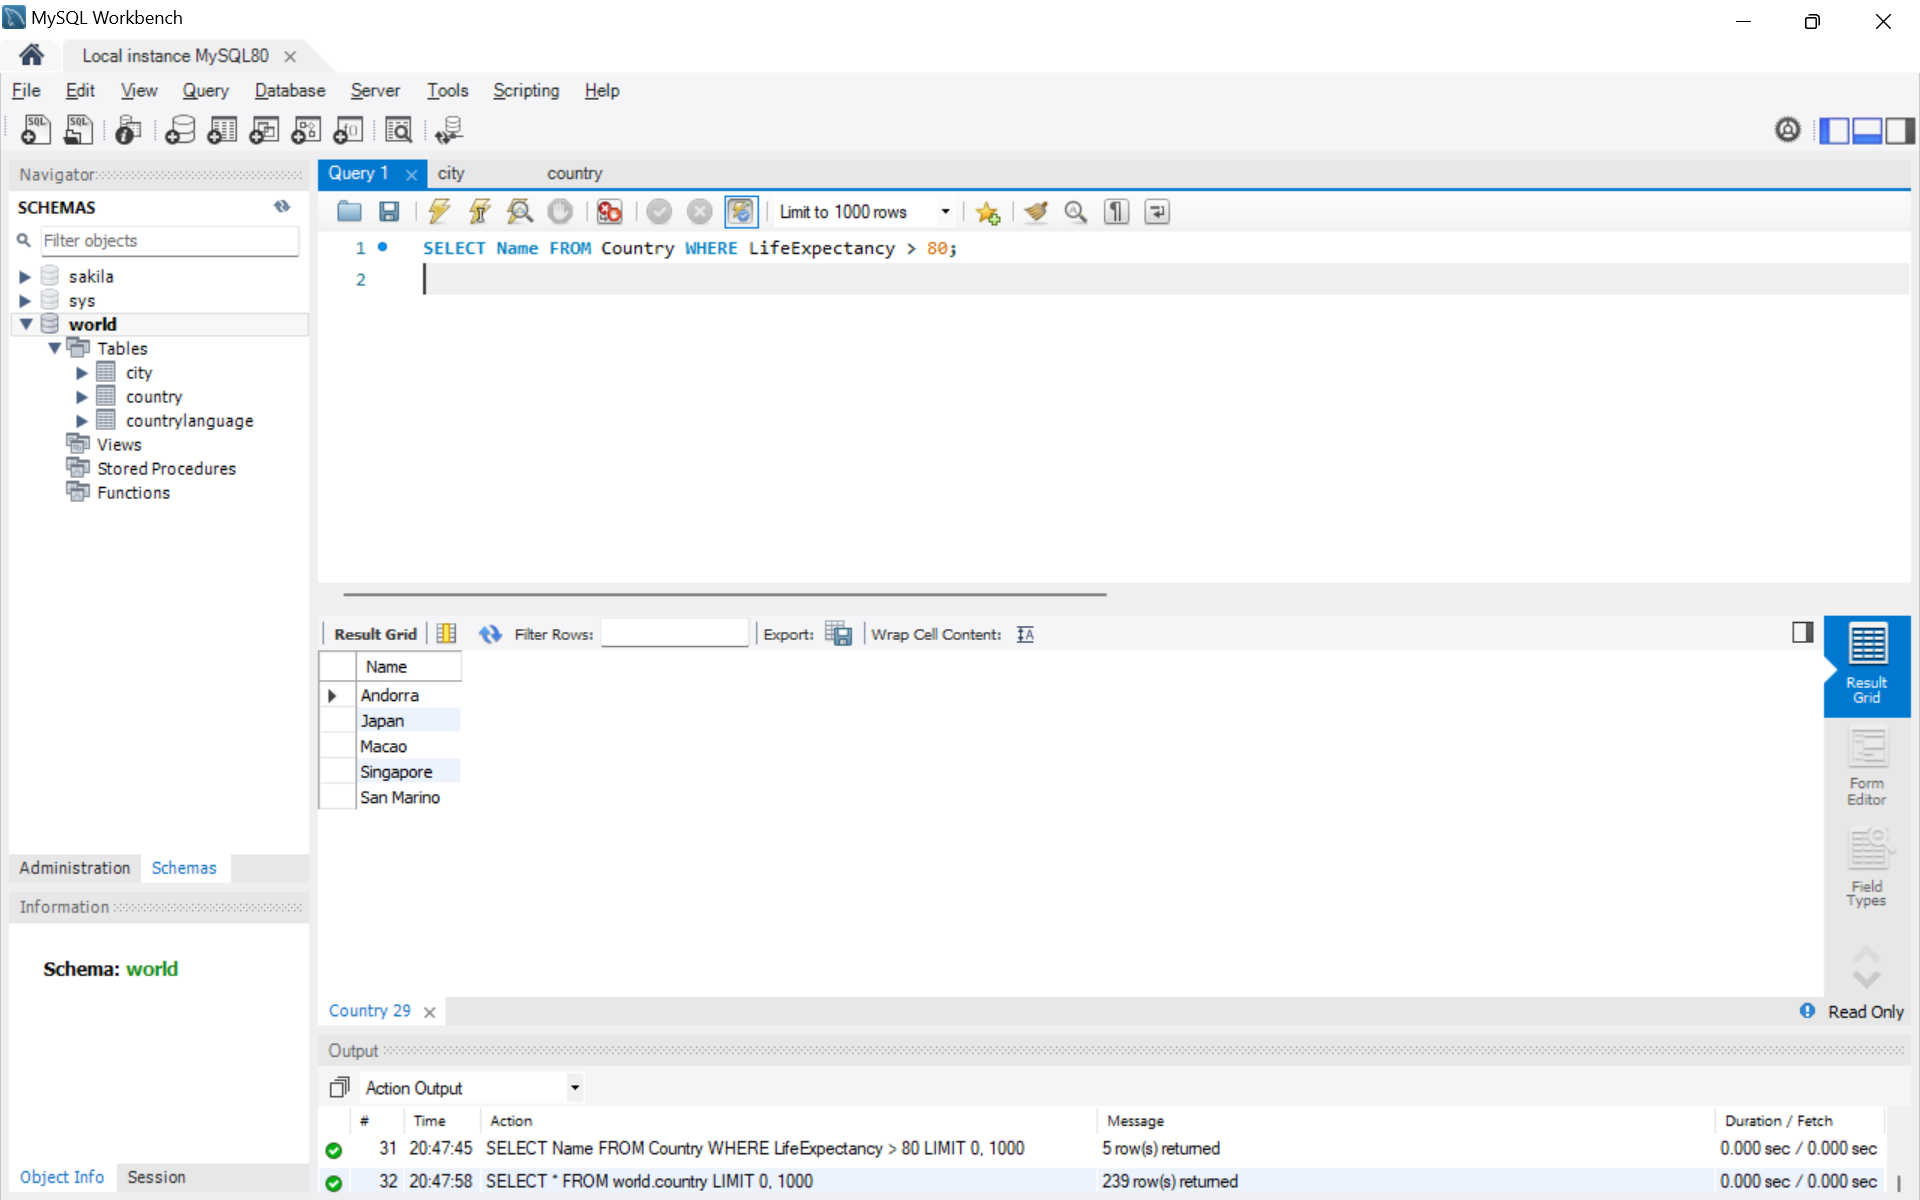 MySQL Workbench
Local instance MySQL80
File Edit View Query Database Server Tools Scripting Help
SQL SQL
Navigator
SCHEMAS
Filter objects
sakila
sys
world
Tables
city
country
countrylanguage
Views
Stored Procedures
Functions
Administration Schemas
Information
Schema: world
Object Info Session
Query 1 city country
Limit to 1000 rows
1 SELECT Name FROM Country WHERE LifeExpectancy > 80;
2
Result Grid Filter Rows: Export: Wrap Cell Content:
Name
Andorra
Japan
Macao
Singapore
San Marino
Result
Grid
Form
Editor
Field
Types
Country 29 Read Only
Output
Action Output
# Time Action Message Duration / Fetch
31 20:47:45 SELECT Name FROM Country WHERE LifeExpectancy > 80 LIMIT 0, 1000 5 row(s) returned 0.000 sec / 0.000 sec
32 20:47:58 SELECT * FROM world.country LIMIT 0, 1000 239 row(s) returned 0.000 sec / 0.000 sec